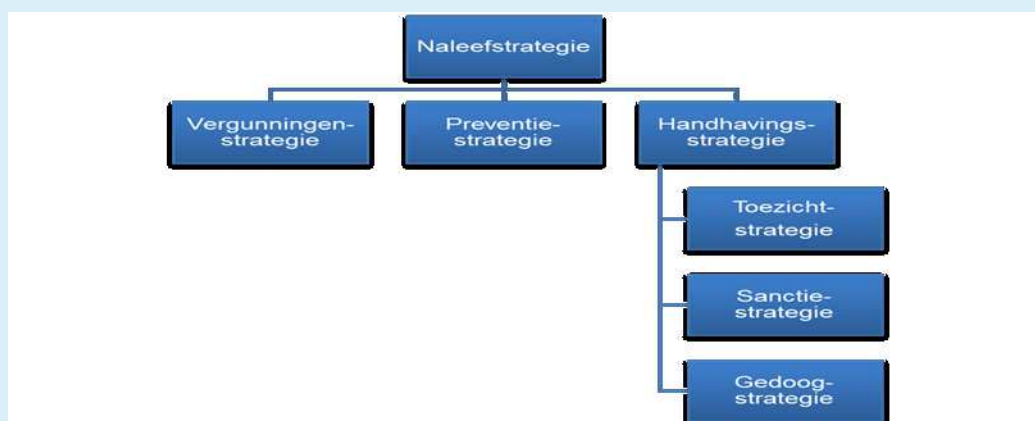 Naleefstrategie
Vergunningen-
strategie
Preventie-
strategie
Handhavings-
strategie
Toezicht-
strategie
Sanctie-
strategie
Gedoog-
strategie